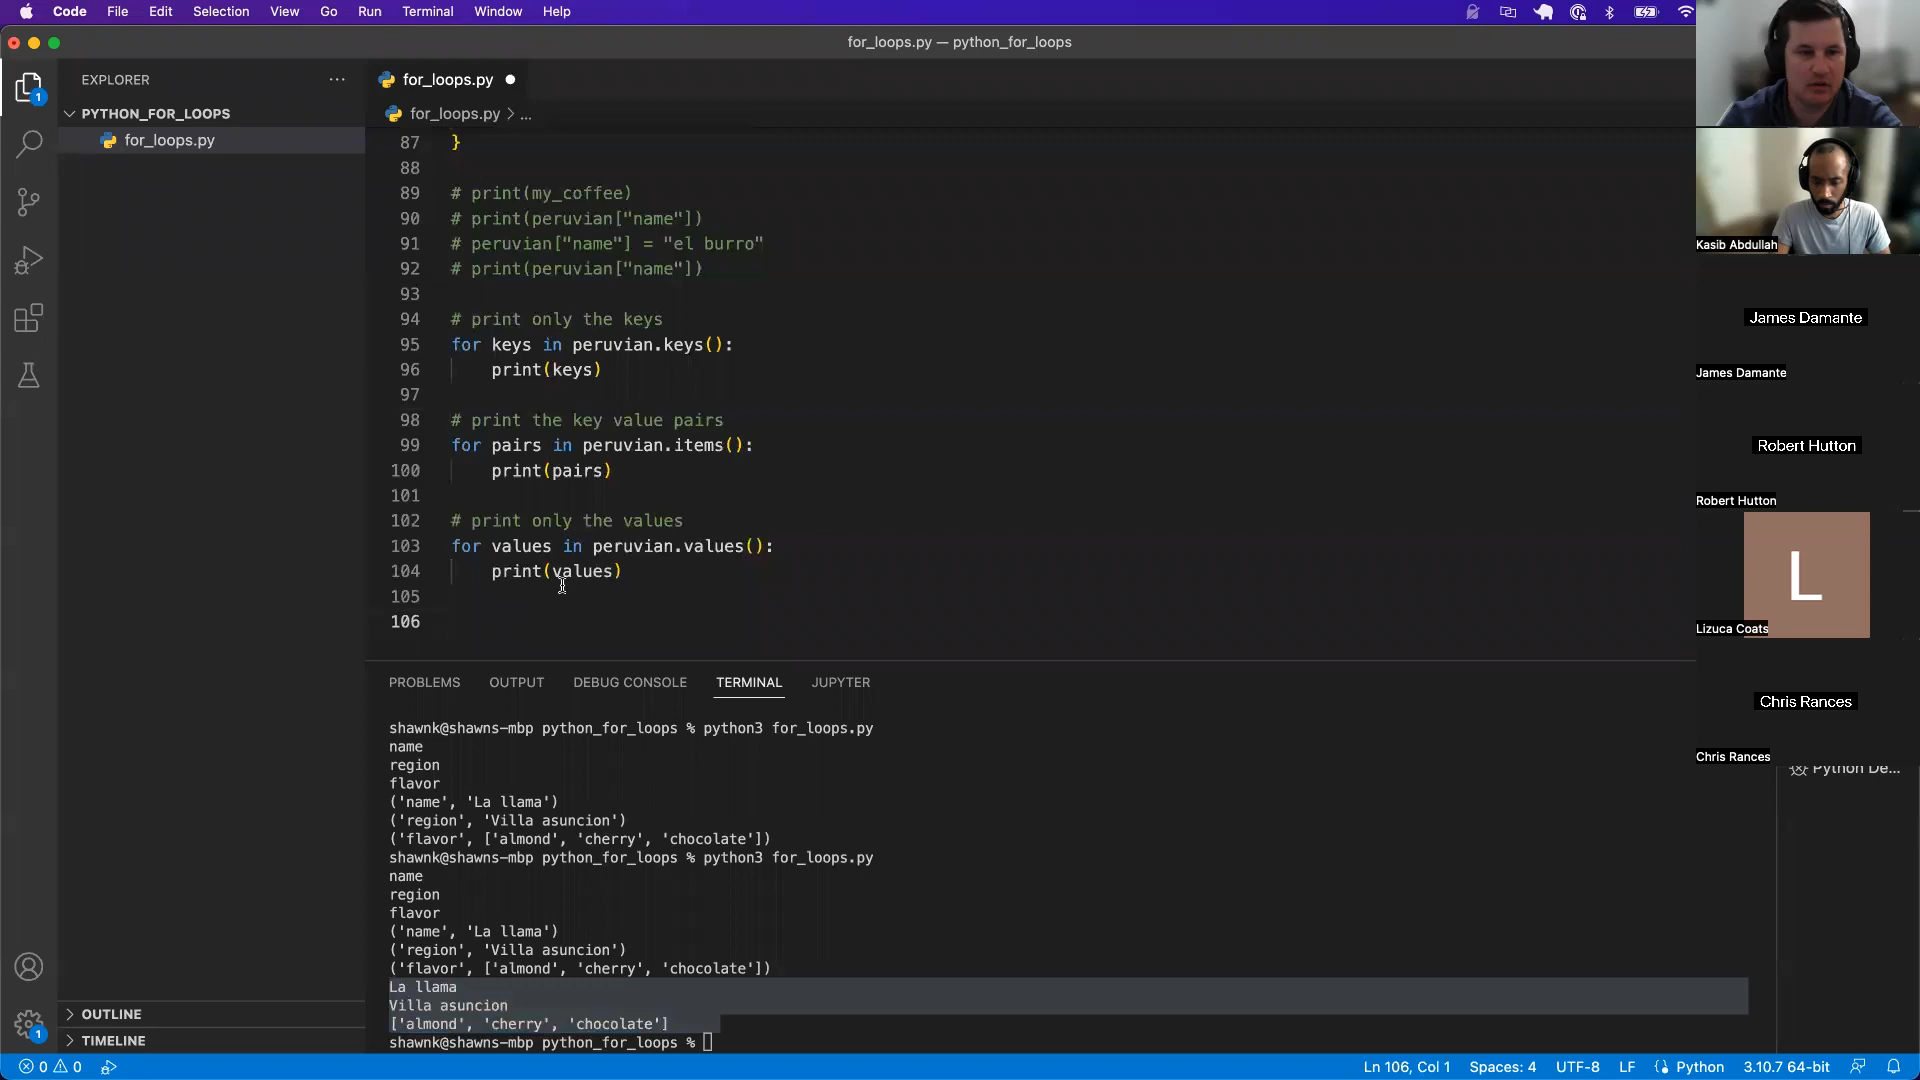 Code File Edit Selection View Go Run Terminal Window Help
for_loops.py — python_for_loops
EXPLORER
for_loops.py
PYTHON_FOR_LOOPS
for_loops.py > ...
1
for_loops.py
87 }
88
89 # print(my_coffee)
90 # print(peruvian["name"])
91 # peruvian["name"] = "el burro"
92 # print(peruvian["name"])
93
94 # print only the keys
95 for keys in peruvian.keys():
96 print(keys)
97
98 # print the key value pairs
99 for pairs in peruvian.items():
100 print(pairs)
101
102 # print only the values
103 for values in peruvian.values():
104 print(values)
105
106
PROBLEMS OUTPUT DEBUG CONSOLE TERMINAL JUPYTER
shawnk@shawns-mbp python_for_loops % python3 for_loops.py
name
region
flavor
('name', 'La llama')
('region', 'Villa asuncion')
('flavor', ['almond', 'cherry', 'chocolate'])
shawnk@shawns-mbp python_for_loops % python3 for_loops.py
name
region
flavor
('name', 'La llama')
('region', 'Villa asuncion')
('flavor', ['almond', 'cherry', 'chocolate'])
La llama
Villa asuncion
['almond', 'cherry', 'chocolate']
shawnk@shawns-mbp python_for_loops %
OUTLINE
TIMELINE
1
0 0
Ln 106, Col 1 Spaces: 4 UTF-8 LF Python 3.10.7 64-bit
Kasib Abdullah
James Damante
James Damante
Robert Hutton
Robert Hutton
L
Lizuca Coats
Chris Rances
Chris Rances
Python De...